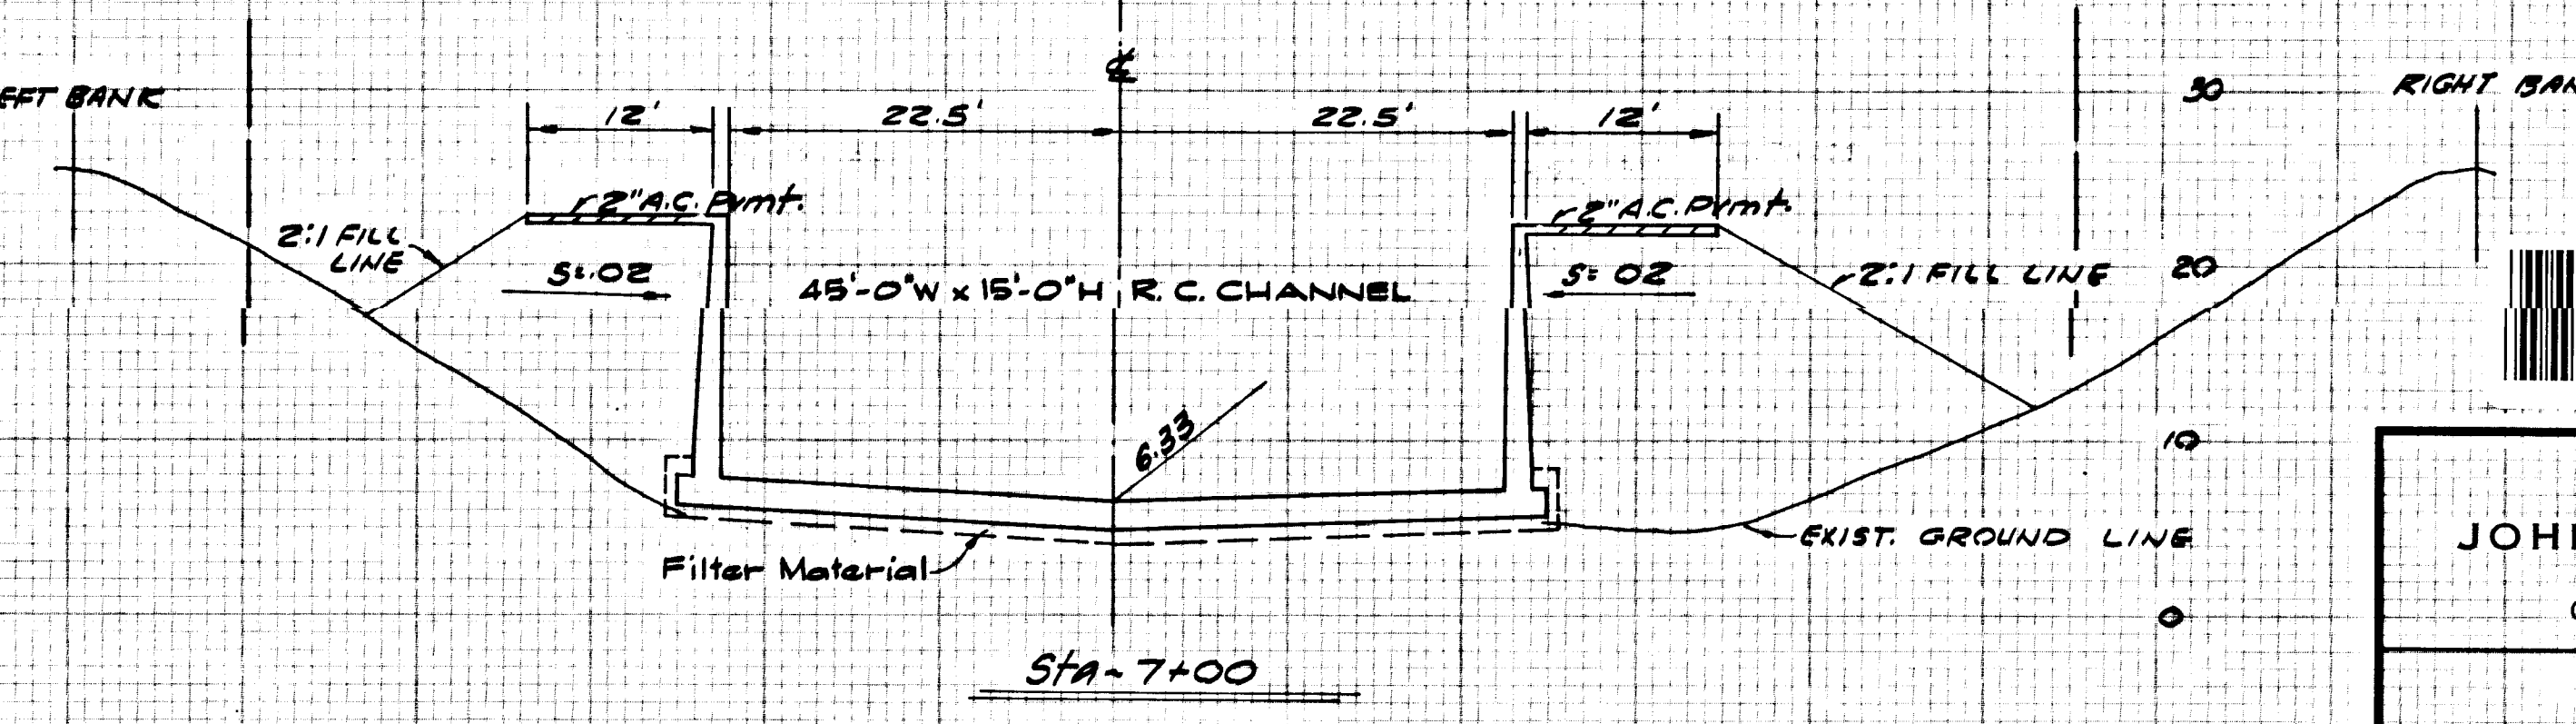 ℄
12'
22.5'
22.5'
12'
30
EFT BANK
RIGHT BAN
2" A.C. Pvmt.
2" A.C. Pvmt.
2:1 FILL
LINE
S=.02
45'-0"W x 15'-0"H R. C. CHANNEL
S= 02
2:1 FILL LINE
20
6.33
10
Filter Material
EXIST. GROUND LINE
JOH
0
Sta- 7+00